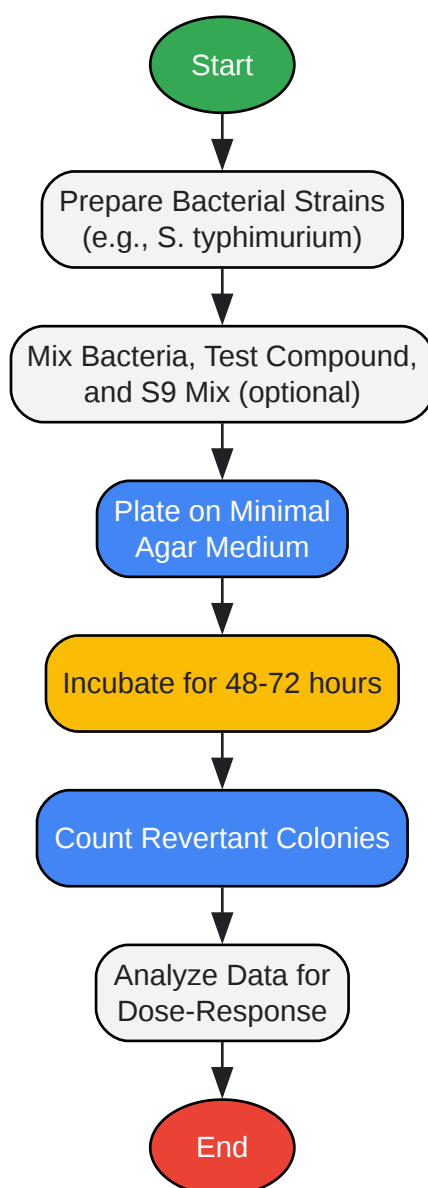 Start
Prepare Bacterial Strains
(e.g., S. typhimurium)
Mix Bacteria, Test Compound,
and S9 Mix (optional)
Plate on Minimal
Agar Medium
Incubate for 48-72 hours
Count Revertant Colonies
Analyze Data for
Dose-Response
End